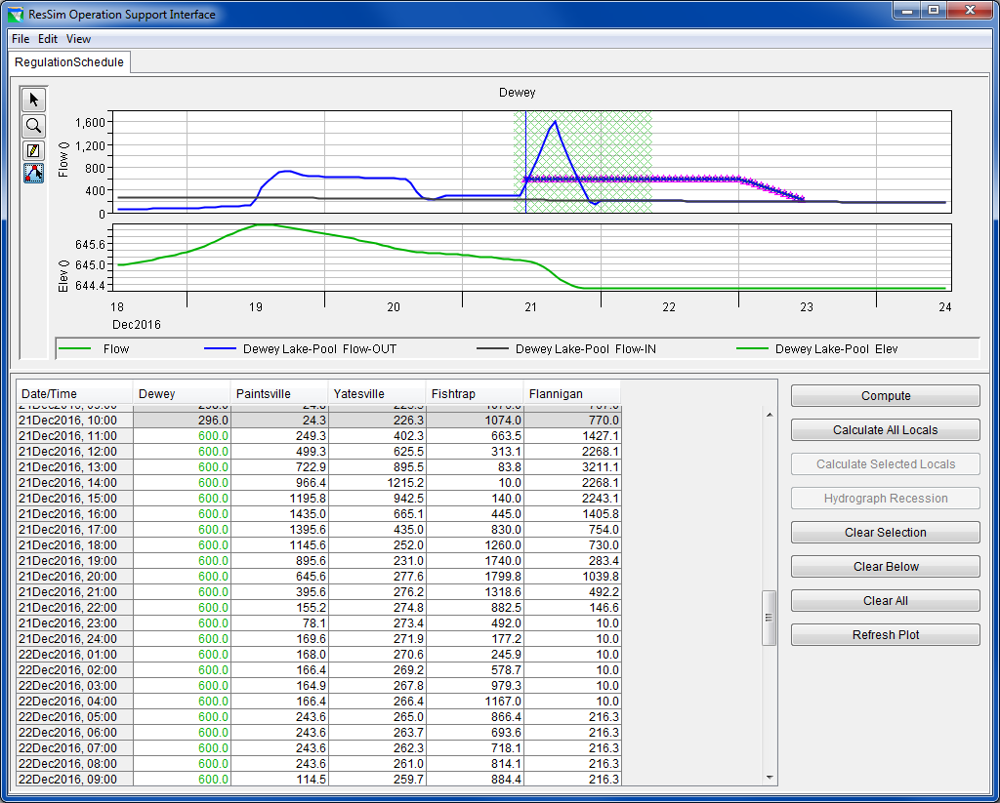 ResSim Operation Support Interface
File Edit View
RegulationSchedule
Dewey
Flow ()
1,600
1,200
800
400
0
Elev ()
645.6
645.0
644.4
18 19 20 21 22 23 24
Dec2016
Flow Dewey Lake-Pool Flow-OUT Dewey Lake-Pool Flow-IN Dewey Lake-Pool Elev
Date/Time Dewey Paintsville Yatesville Fishtrap Flannigan
21Dec2016, 10:00 296.0 24.3 226.3 1074.0 770.0
21Dec2016, 11:00 600.0 249.3 402.3 663.5 1427.1
21Dec2016, 12:00 600.0 499.3 625.5 313.1 2268.1
21Dec2016, 13:00 600.0 722.9 895.5 83.8 3211.1
21Dec2016, 14:00 600.0 966.4 1215.2 10.0 2268.1
21Dec2016, 15:00 600.0 1195.8 942.5 140.0 2243.1
21Dec2016, 16:00 600.0 1435.0 665.1 445.0 1405.8
21Dec2016, 17:00 600.0 1395.6 435.0 830.0 754.0
21Dec2016, 18:00 600.0 1145.6 252.0 1260.0 730.0
21Dec2016, 19:00 600.0 895.6 231.0 1740.0 283.4
21Dec2016, 20:00 600.0 645.6 277.6 1799.8 1039.8
21Dec2016, 21:00 600.0 395.6 276.2 1318.6 492.2
21Dec2016, 22:00 600.0 155.2 274.8 882.5 146.6
21Dec2016, 23:00 600.0 78.1 273.4 492.0 10.0
21Dec2016, 24:00 600.0 169.6 271.9 177.2 10.0
22Dec2016, 01:00 600.0 168.0 270.6 245.9 10.0
22Dec2016, 02:00 600.0 166.4 269.2 578.7 10.0
22Dec2016, 03:00 600.0 164.9 267.8 979.3 10.0
22Dec2016, 04:00 600.0 166.4 266.4 1167.0 10.0
22Dec2016, 05:00 600.0 243.6 265.0 866.4 216.3
22Dec2016, 06:00 600.0 243.6 263.7 693.6 216.3
22Dec2016, 07:00 600.0 243.6 262.3 718.1 216.3
22Dec2016, 08:00 600.0 243.6 261.0 814.1 216.3
22Dec2016, 09:00 600.0 114.5 259.7 884.4 216.3
Compute
Calculate All Locals
Calculate Selected Locals
Hydrograph Recession
Clear Selection
Clear Below
Clear All
Refresh Plot